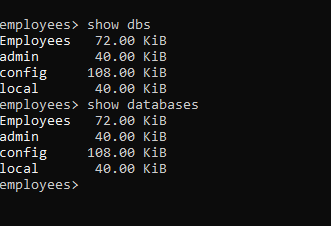 employees> show dbs
Employees   72.00 KiB
admin       40.00 KiB
config     108.00 KiB
local       40.00 KiB
employees> show databases
Employees   72.00 KiB
admin       40.00 KiB
config     108.00 KiB
local       40.00 KiB
employees>